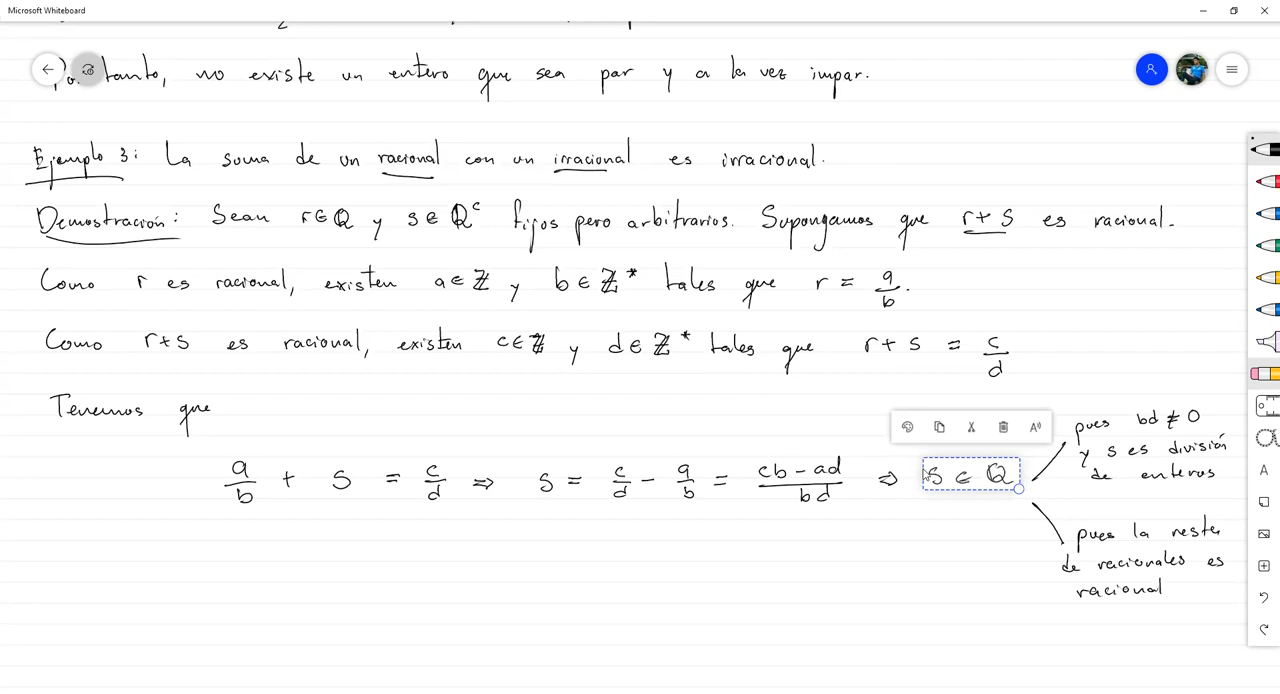 Microsoft Whiteboard
tanto, no existe un entero que sea par y a la vez impar.
Ejemplo 3: La suma de un racional con un irracional es irracional.
Demostración: Sean r∈ℚ y s∈ℚᶜ fijos pero arbitrarios. Supongamos que r+s es racional.
Como r es racional, existen a∈ℤ y b∈ℤ* tales que r = a/b.
Como r+s es racional, existen c∈ℤ y d∈ℤ* tales que r+s = c/d
Tenemos que
a/b + s = c/d ⇒ s = c/d - a/b = (cb-ad)/bd ⇒ s∈ℚ
pues bd ≠ 0
y s es división
de enteros
pues la resta
de racionales es
racional